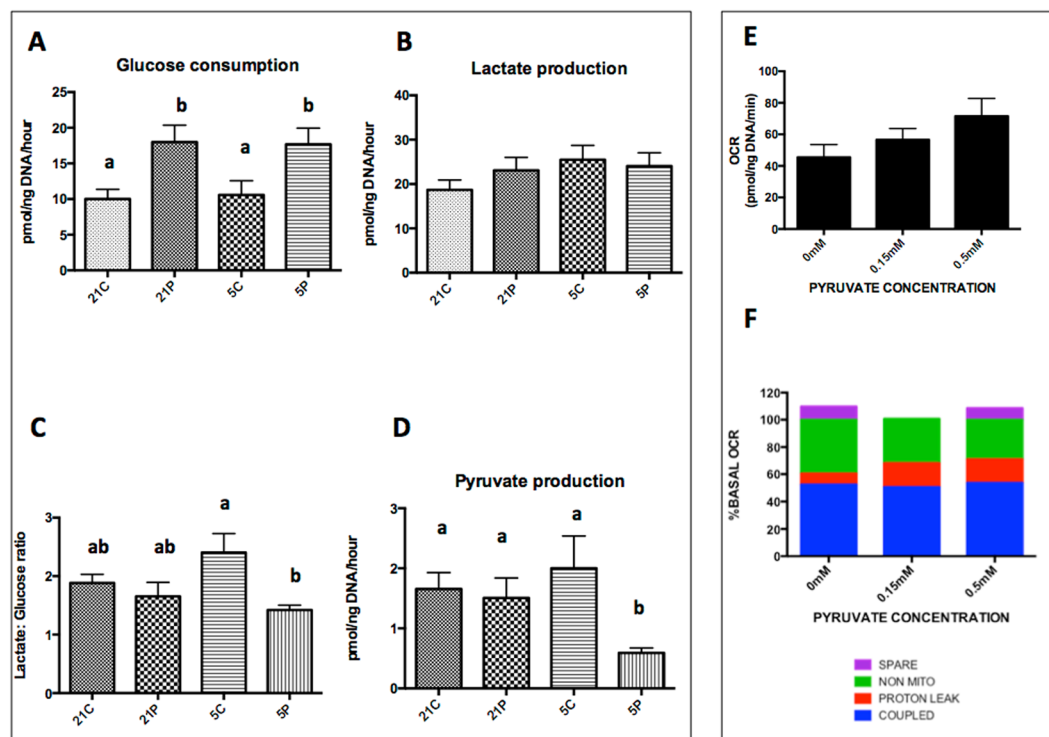 A
Glucose consumption
pmol/ng DNA/hour
25
20
15
10
5
0
a
b
a
b
21C
21P
5C
5P
B
Lactate production
pmol/ng DNA/hour
40
30
20
10
0
21C
21P
5C
5P
C
Lactate: Glucose ratio
3
2
1
0
ab
ab
a
b
21C
21P
5C
5P
D
Pyruvate production
pmol/ng DNA/hour
3
2
1
0
a
a
a
b
21C
21P
5C
5P
E
OCR
(pmol/ng DNA/min)
100
80
60
40
20
0
0mM
0.15mM
0.5mM
PYRUVATE CONCENTRATION
F
%BASAL OCR
120
100
80
60
40
20
0
0mM
0.15mM
0.5mM
PYRUVATE CONCENTRATION
SPARE
NON MITO
PROTON LEAK
COUPLED